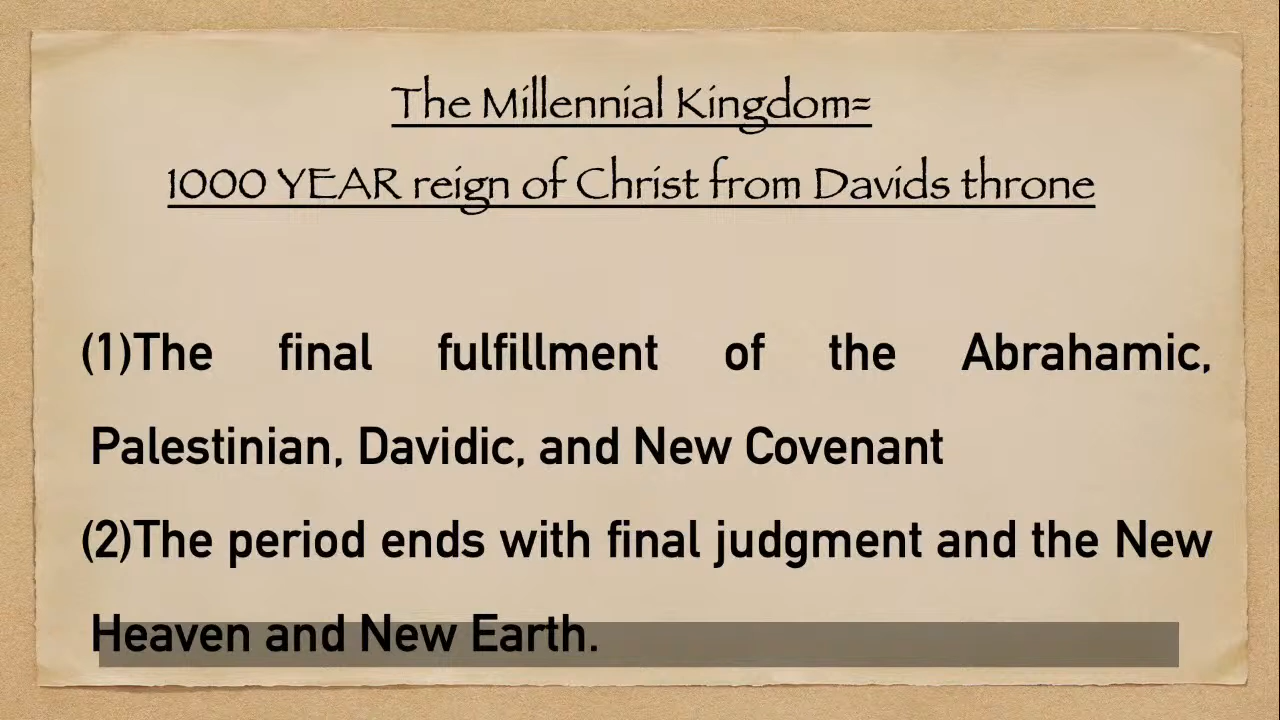 The Millennial Kingdom=
1000 YEAR reign of Christ from Davids throne
(1)The final fulfillment of the Abrahamic,
Palestinian, Davidic, and New Covenant
(2)The period ends with final judgment and the New
Heaven and New Earth.